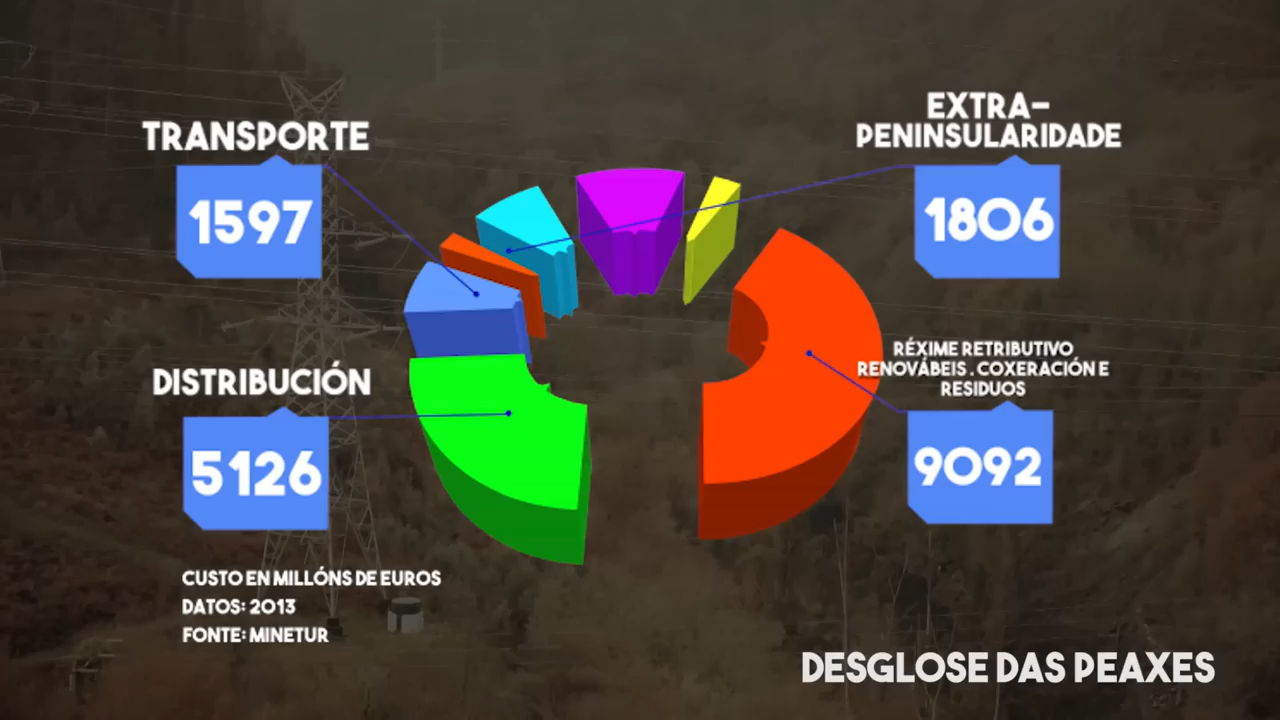 TRANSPORTE
1597
EXTRA-
PENINSULARIDADE
1806
DISTRIBUCIÓN
5126
RÉXIME RETRIBUTIVO
RENOVÁBEIS . COXERACIÓN E
RESIDUOS
9092
CUSTO EN MILLÓNS DE EUROS
DATOS: 2013
FONTE: MINETUR
DESGLOSE DAS PEAXES